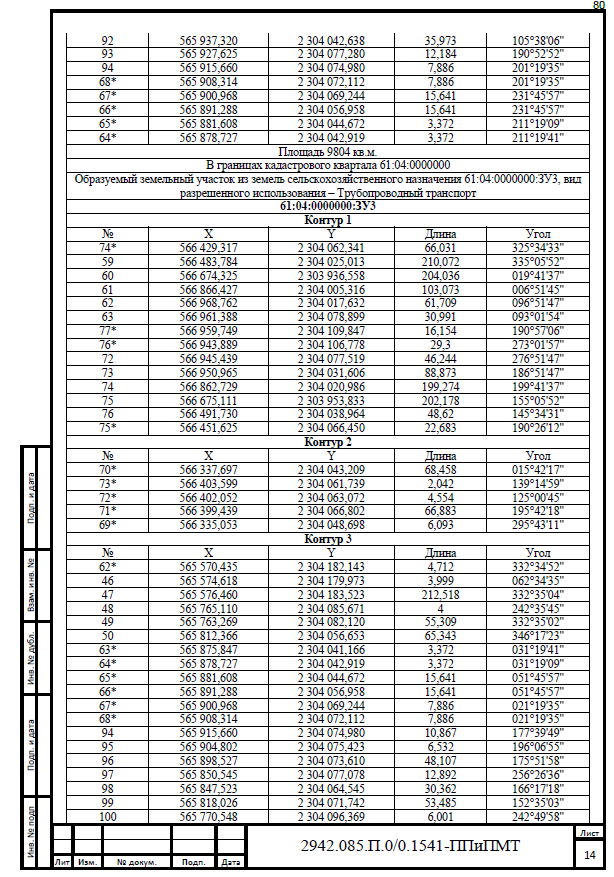 80
92 565 937,320 2 304 042,638 35,973 105°38'06"
93 565 927,625 2 304 077,280 12,184 190°52'52"
94 565 915,660 2 304 074,980 7,886 201°19'35"
68* 565 908,314 2 304 072,112 7,886 201°19'35"
67* 565 900,968 2 304 069,244 15,641 231°45'57"
66* 565 891,288 2 304 056,958 15,641 231°45'57"
65* 565 881,608 2 304 044,672 3,372 211°19'09"
64* 565 878,727 2 304 042,919 3,372 211°19'41"
Площадь 9804 кв.м.
В границах кадастрового квартала 61:04:0000000
Образуемый земельный участок из земель сельскохозяйственного назначения 61:04:0000000:ЗУ3, вид
разрешенного использования – Трубопроводный транспорт
61:04:0000000:ЗУ3
Контур 1
№ X Y Длина Угол
74* 566 429,317 2 304 062,341 66,031 325°34'33"
59 566 483,784 2 304 025,013 210,072 335°05'52"
60 566 674,325 2 303 936,558 204,036 019°41'37"
61 566 866,427 2 304 005,316 103,073 006°51'45"
62 566 968,762 2 304 017,632 61,709 096°51'47"
63 566 961,388 2 304 078,899 30,991 093°01'54"
77* 566 959,749 2 304 109,847 16,154 190°57'06"
76* 566 943,889 2 304 106,778 29,3 273°01'57"
72 566 945,439 2 304 077,519 46,244 276°51'47"
73 566 950,965 2 304 031,606 88,873 186°51'47"
74 566 862,729 2 304 020,986 199,274 199°41'37"
75 566 675,111 2 303 953,833 202,178 155°05'52"
76 566 491,730 2 304 038,964 48,62 145°34'31"
75* 566 451,625 2 304 066,450 22,683 190°26'12"
Контур 2
№ X Y Длина Угол
70* 566 337,697 2 304 043,209 68,458 015°42'17"
73* 566 403,599 2 304 061,739 2,042 139°14'59"
72* 566 402,052 2 304 063,072 4,554 125°00'45"
71* 566 399,439 2 304 066,802 66,883 195°42'18"
69* 566 335,053 2 304 048,698 6,093 295°43'11"
Контур 3
№ X Y Длина Угол
62* 565 570,435 2 304 182,143 4,712 332°34'52"
46 565 574,618 2 304 179,973 3,999 062°34'35"
47 565 576,460 2 304 183,523 212,518 332°35'04"
48 565 765,110 2 304 085,671 4 242°35'45"
49 565 763,269 2 304 082,120 55,309 332°35'02"
50 565 812,366 2 304 056,653 65,343 346°17'23"
63* 565 875,847 2 304 041,166 3,372 031°19'41"
64* 565 878,727 2 304 042,919 3,372 031°19'09"
65* 565 881,608 2 304 044,672 15,641 051°45'57"
66* 565 891,288 2 304 056,958 15,641 051°45'57"
67* 565 900,968 2 304 069,244 7,886 021°19'35"
68* 565 908,314 2 304 072,112 7,886 021°19'35"
94 565 915,660 2 304 074,980 10,867 177°39'49"
95 565 904,802 2 304 075,423 6,532 196°06'55"
96 565 898,527 2 304 073,610 48,107 175°51'58"
97 565 850,545 2 304 077,078 12,892 256°26'36"
98 565 847,523 2 304 064,545 30,362 166°17'18"
99 565 818,026 2 304 071,742 53,485 152°35'03"
100 565 770,548 2 304 096,369 6,001 242°49'58"
Подп. и дата
Взам. инв. №
Инв. № дубл.
Подп. и дата
Инв. № подп
Лит Изм. № докум. Подп. Дата
2942.085.П.0/0.1541-ППиПМТ
Лист
14